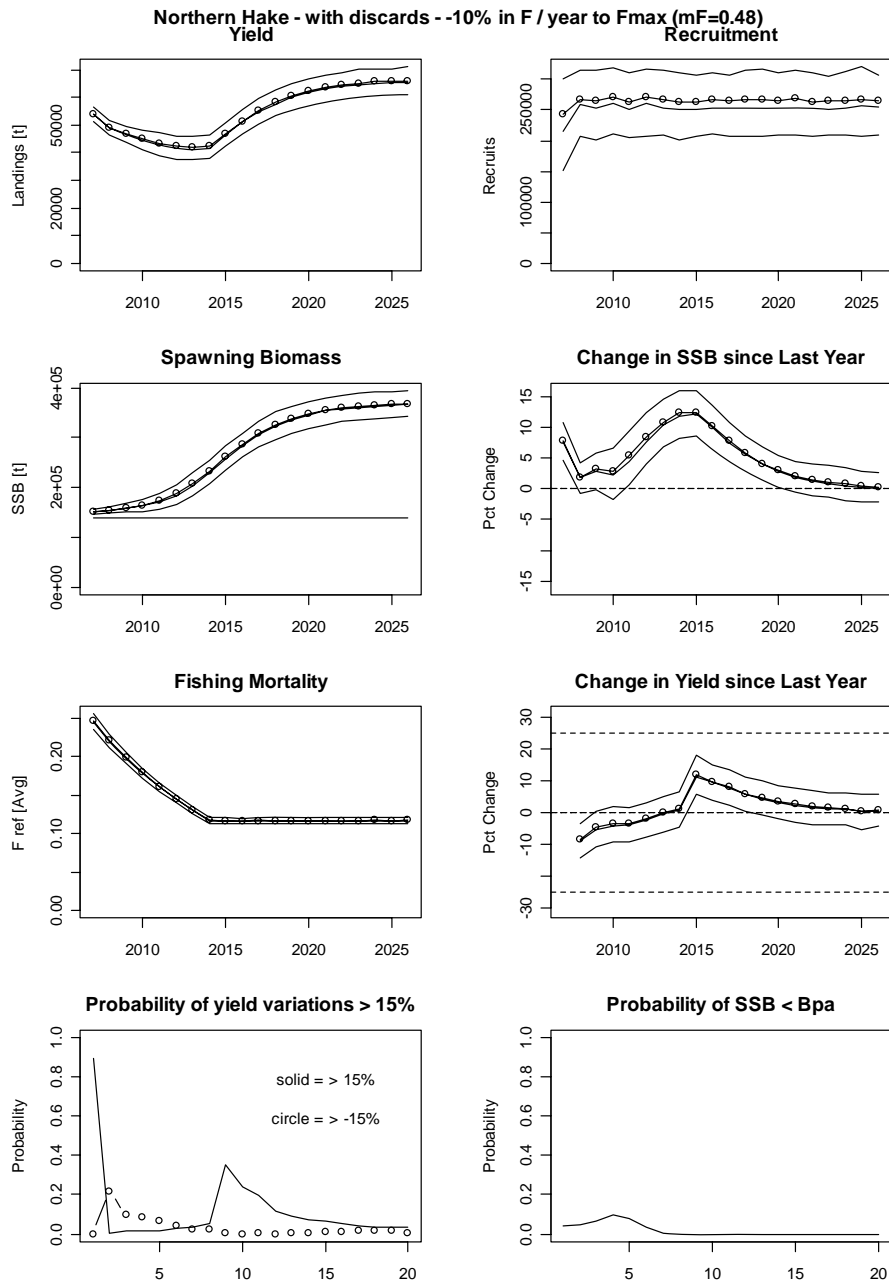 Northern Hake - with discards - -10% in F / year to Fmax (mF=0.48)
Yield
Landings [t]
0 20000 50000
2010 2015 2020 2025
Recruitment
Recruits
0 100000 250000
2010 2015 2020 2025
Spawning Biomass
SSB [t]
0e+00 2e+05 4e+05
2010 2015 2020 2025
Change in SSB since Last Year
Pct Change
-15 -5 0 5 10 15
2010 2015 2020 2025
Fishing Mortality
F ref [Avg]
0.00 0.10 0.20
2010 2015 2020 2025
Change in Yield since Last Year
Pct Change
-30 -10 0 10 20 30
2010 2015 2020 2025
Probability of yield variations > 15%
Probability
0.0 0.2 0.4 0.6 0.8 1.0
solid = > 15%
circle = > -15%
5 10 15 20
Probability of SSB < Bpa
Probability
0.0 0.2 0.4 0.6 0.8 1.0
5 10 15 20